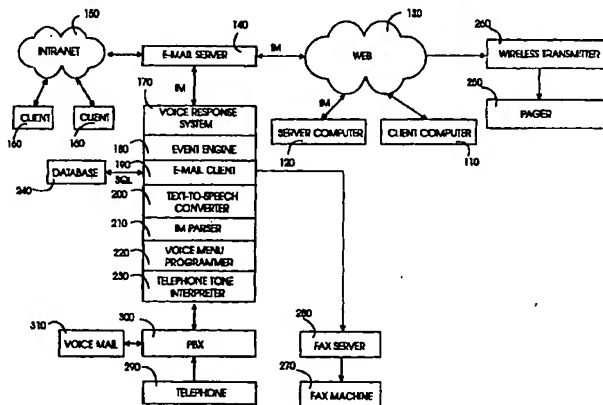 150
INTRANET
140
E-MAIL SERVER
IM
130
WEB
260
WIRELESS TRANSMITTER
250
PAGER
IM
CLIENT
160
CLIENT
160
170
VOICE RESPONSE
SYSTEM
IM
SERVER COMPUTER
120
CLIENT COMPUTER
110
180
EVENT ENGINE
190
E-MAIL CLIENT
DATABASE
240
SQL
200
TEXT-TO-SPEECH
CONVERTER
210
IM PARSER
220
VOICE MENU
PROGRAMMER
230
TELEPHONE TONE
INTERPRETER
310
VOICE MAIL
300
PBX
290
TELEPHONE
280
FAX SERVER
270
FAX MACHINE